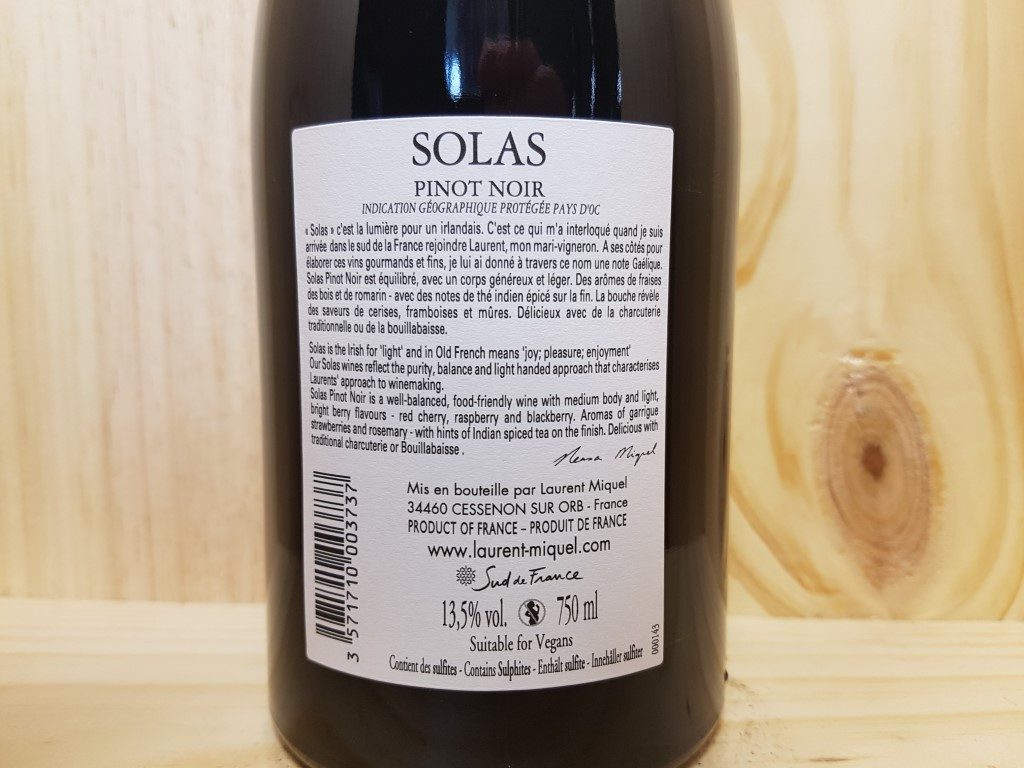 SOLAS
PINOT NOIR
INDICATION GÉOGRAPHIQUE PROTÉGÉE PAYS D'OC
« Solas » c'est la lumière pour un irlandais. C'est ce qui m'a interloqué quand je suis
arrivée dans le sud de la France rejoindre Laurent, mon mari-vigneron. A ses côtés pour
élaborer ces vins gourmands et fins, je lui ai donné à travers ce nom une note Gaélique.
Solas Pinot Noir est équilibré, avec un corps généreux et léger. Des arômes de fraises
des bois et de romarin - avec des notes de thé indien épicé sur la fin. La bouche révèle
des saveurs de cerises, framboises et mûres. Délicieux avec de la charcuterie
traditionnelle ou de la bouillabaisse.
Solas is the Irish for 'light' and in Old French means 'joy; pleasure; enjoyment'
Our Solas wines reflect the purity, balance and light handed approach that characterises
Laurents' approach to winemaking.
Solas Pinot Noir is a well-balanced, food-friendly wine with medium body and light,
bright berry flavours - red cherry, raspberry and blackberry. Aromas of garrigue
strawberries and rosemary - with hints of Indian spiced tea on the finish. Delicious with
traditional charcuterie or Bouillabaisse .
Neasa Miquel
Mis en bouteille par Laurent Miquel
34460 CESSENON SUR ORB - France
PRODUCT OF FRANCE – PRODUIT DE FRANCE
www.laurent-miquel.com
Sud de France
13,5% vol. 750 ml
Suitable for Vegans
Contient des sulfites - Contains Sulphites - Enthält sulfite - Innehåller sulfiter
3 571710 003737
000143